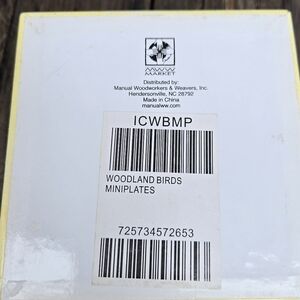 MWW
MARKET
Distributed by:
Manual Woodworkers & Weavers, Inc.
Hendersonville, NC 28792
Made in China
manualww.com
ICWBMP
WOODLAND BIRDS
MINIPLATES
725734572653